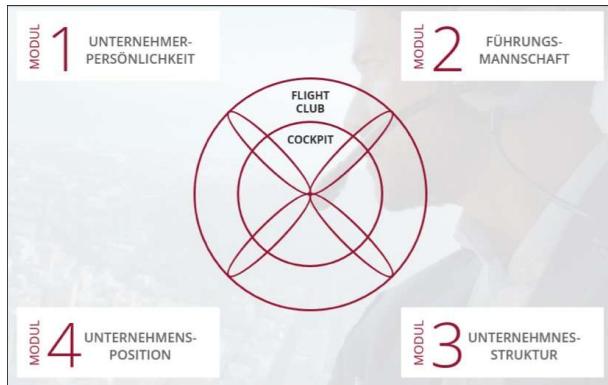 MODUL 1 UNTERNEHMER-
PERSÖNLICHKEIT
MODUL 2 FÜHRUNGS-
MANNSCHAFT
FLIGHT
CLUB
COCKPIT
MODUL 4 UNTERNEHMENS-
POSITION
MODUL 3 UNTERNEHMNES-
STRUKTUR